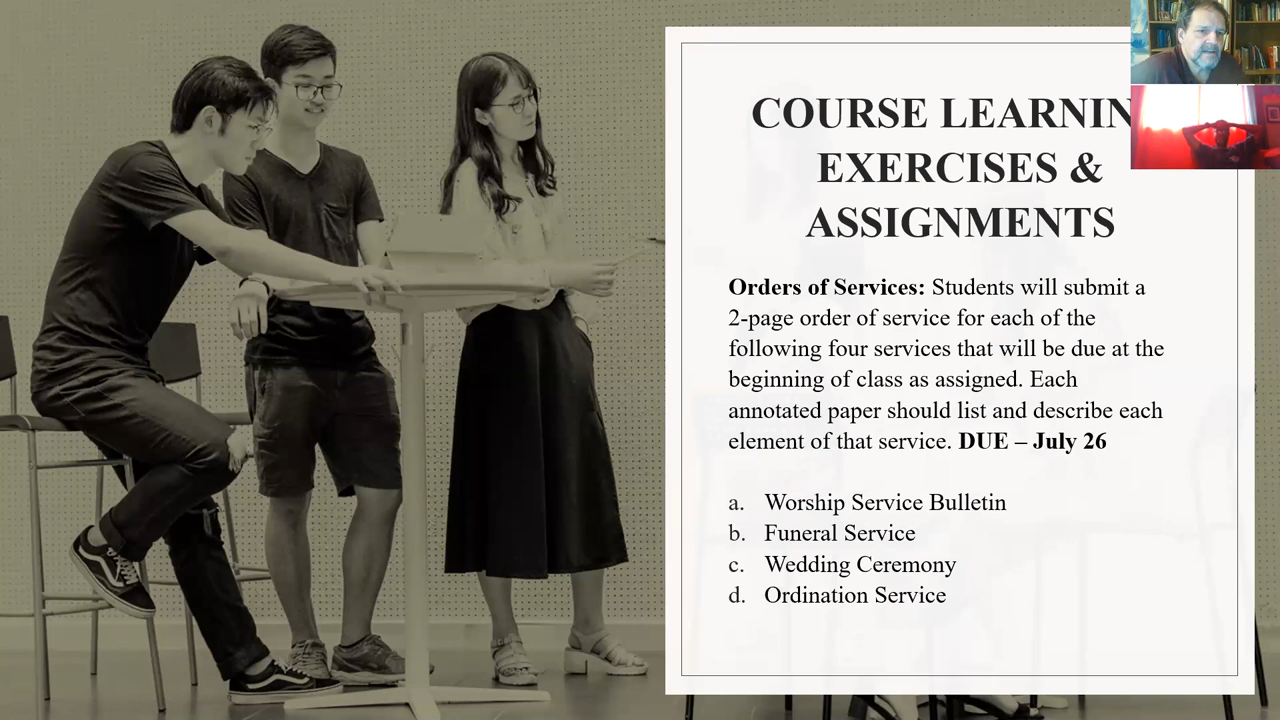 COURSE LEARNIN
EXERCISES &
ASSIGNMENTS
Orders of Services: Students will submit a
2-page order of service for each of the
following four services that will be due at the
beginning of class as assigned. Each
annotated paper should list and describe each
element of that service. DUE – July 26
a. Worship Service Bulletin
b. Funeral Service
c. Wedding Ceremony
d. Ordination Service